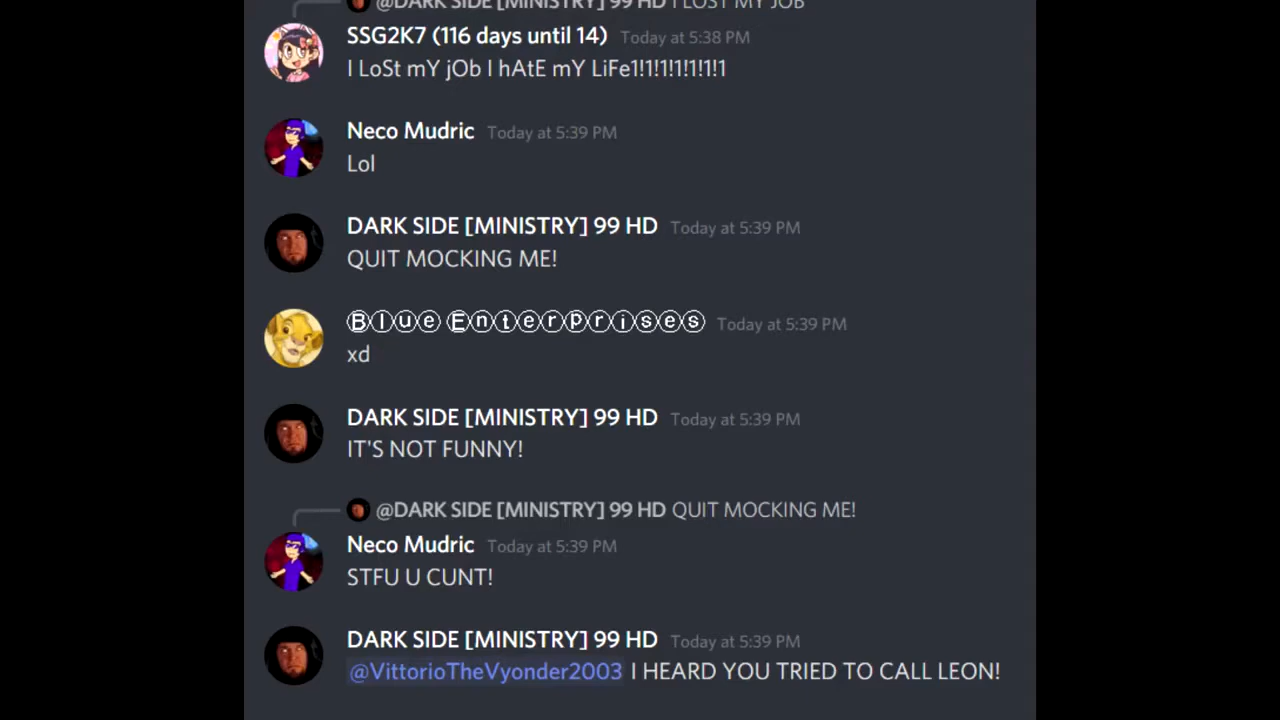 @DARK SIDE [MINISTRY] 99 HD I LOST MY JOB
SSG2K7 (116 days until 14) Today at 5:38 PM
I LoSt mY jOb I hAtE mY LiFe1!1!1!1!1!1!1
Neco Mudric Today at 5:39 PM
Lol
DARK SIDE [MINISTRY] 99 HD Today at 5:39 PM
QUIT MOCKING ME!
Ⓑⓛⓤⓔ Ⓔⓝⓣⓔⓡⓟⓡⓘⓢⓔⓢ Today at 5:39 PM
xd
DARK SIDE [MINISTRY] 99 HD Today at 5:39 PM
IT'S NOT FUNNY!
@DARK SIDE [MINISTRY] 99 HD QUIT MOCKING ME!
Neco Mudric Today at 5:39 PM
STFU U CUNT!
DARK SIDE [MINISTRY] 99 HD Today at 5:39 PM
@VittorioTheVyonder2003 I HEARD YOU TRIED TO CALL LEON!